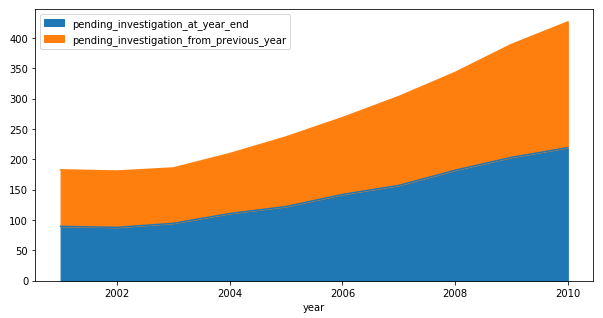 pending_investigation_at_year_end
pending_investigation_from_previous_year
400
350
300
250
200
150
100
50
0
2002 2004 2006 2008 2010
year